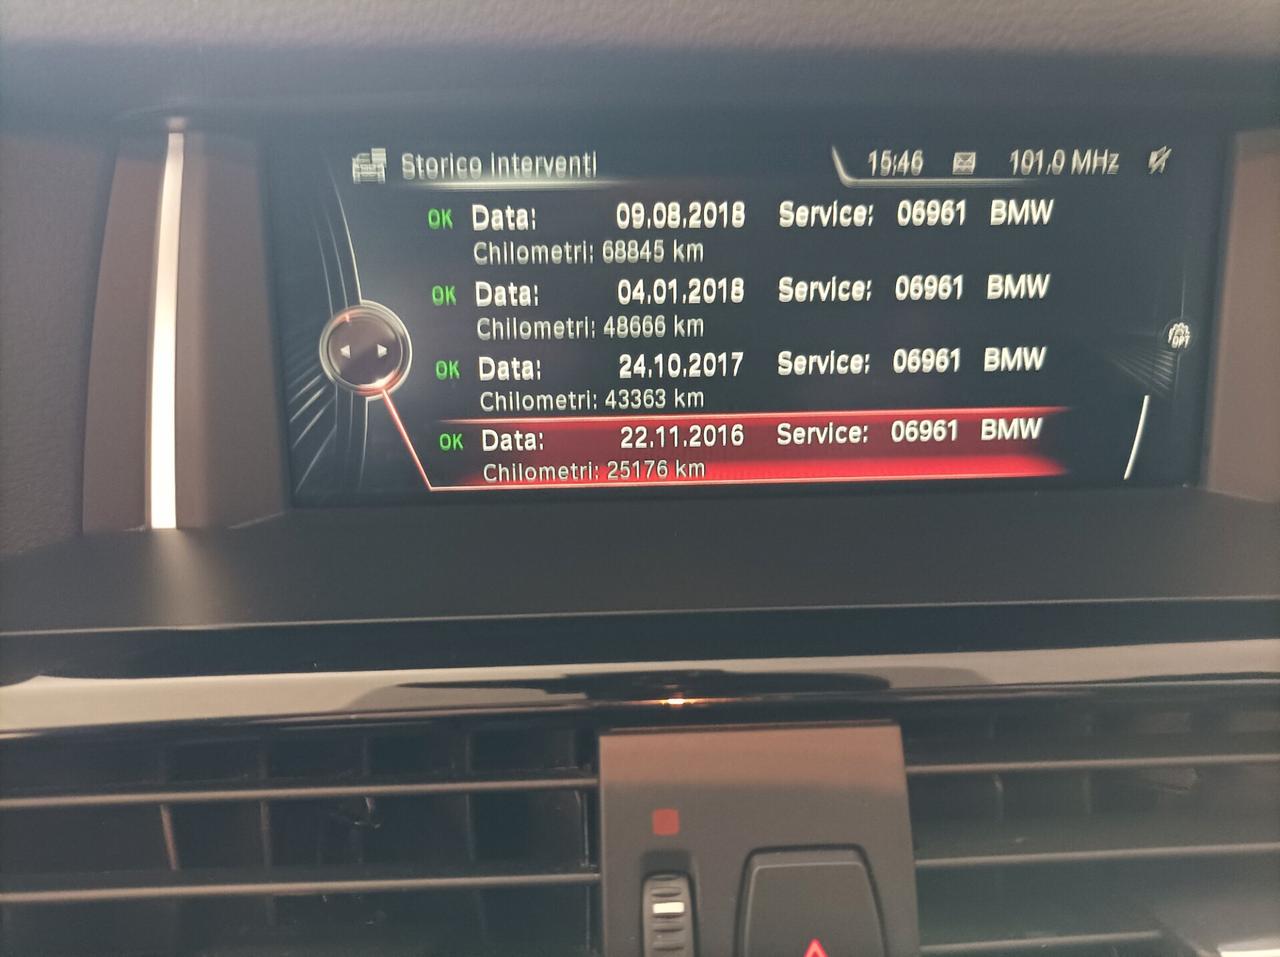 Storico interventi 15:46 101,0 MHz
OK Data: 09.08.2018 Service: 06961 BMW
Chilometri: 68845 km
OK Data: 04.01.2018 Service: 06961 BMW
Chilometri: 48666 km
OK Data: 24.10.2017 Service: 06961 BMW
Chilometri: 43363 km
OK Data: 22.11.2016 Service: 06961 BMW
Chilometri: 25176 km
OPT